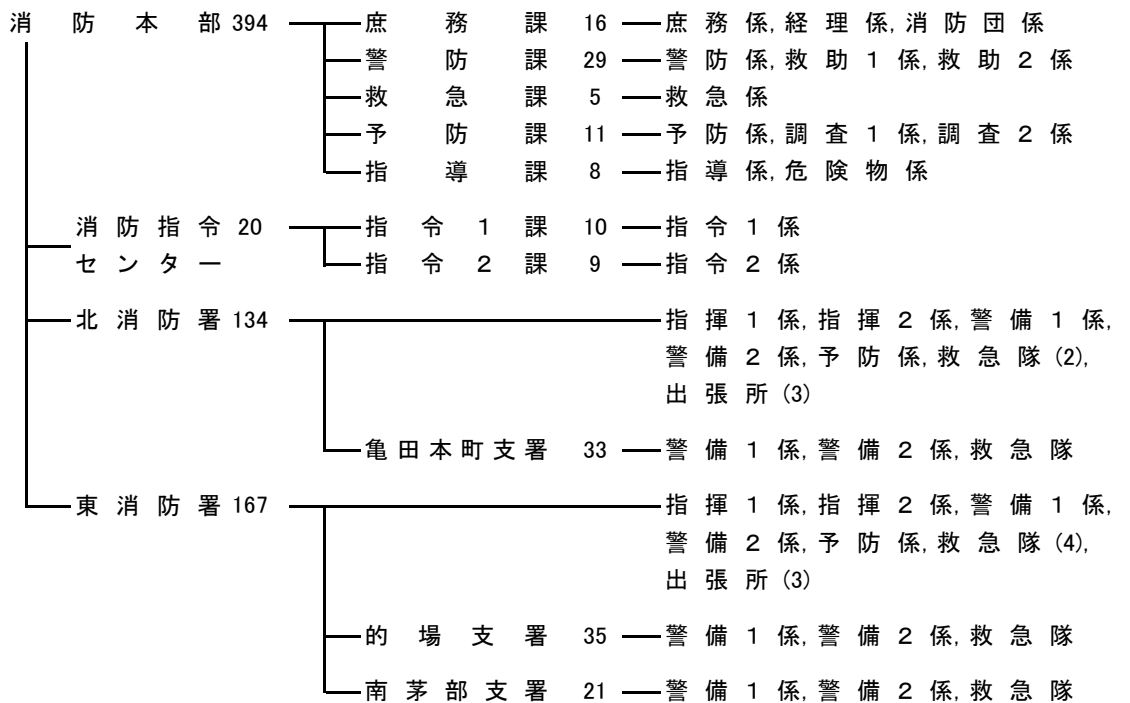 消防本部 394 庶務課 16 庶務係,経理係,消防団係
警防課 29 警防係,救助１係,救助２係
救急課 5 救急係
予防課 11 予防係,調査１係,調査２係
指導課 8 指導係,危険物係
消防指令 20 指令１課 10 指令１係
センター 指令２課 9 指令２係
北消防署 134 指揮１係,指揮２係,警備１係,
警備２係,予防係,救急隊(2),
出張所(3)
亀田本町支署 33 警備１係,警備２係,救急隊
東消防署 167 指揮１係,指揮２係,警備１係,
警備２係,予防係,救急隊(4),
出張所(3)
的場支署 35 警備１係,警備２係,救急隊
南茅部支署 21 警備１係,警備２係,救急隊